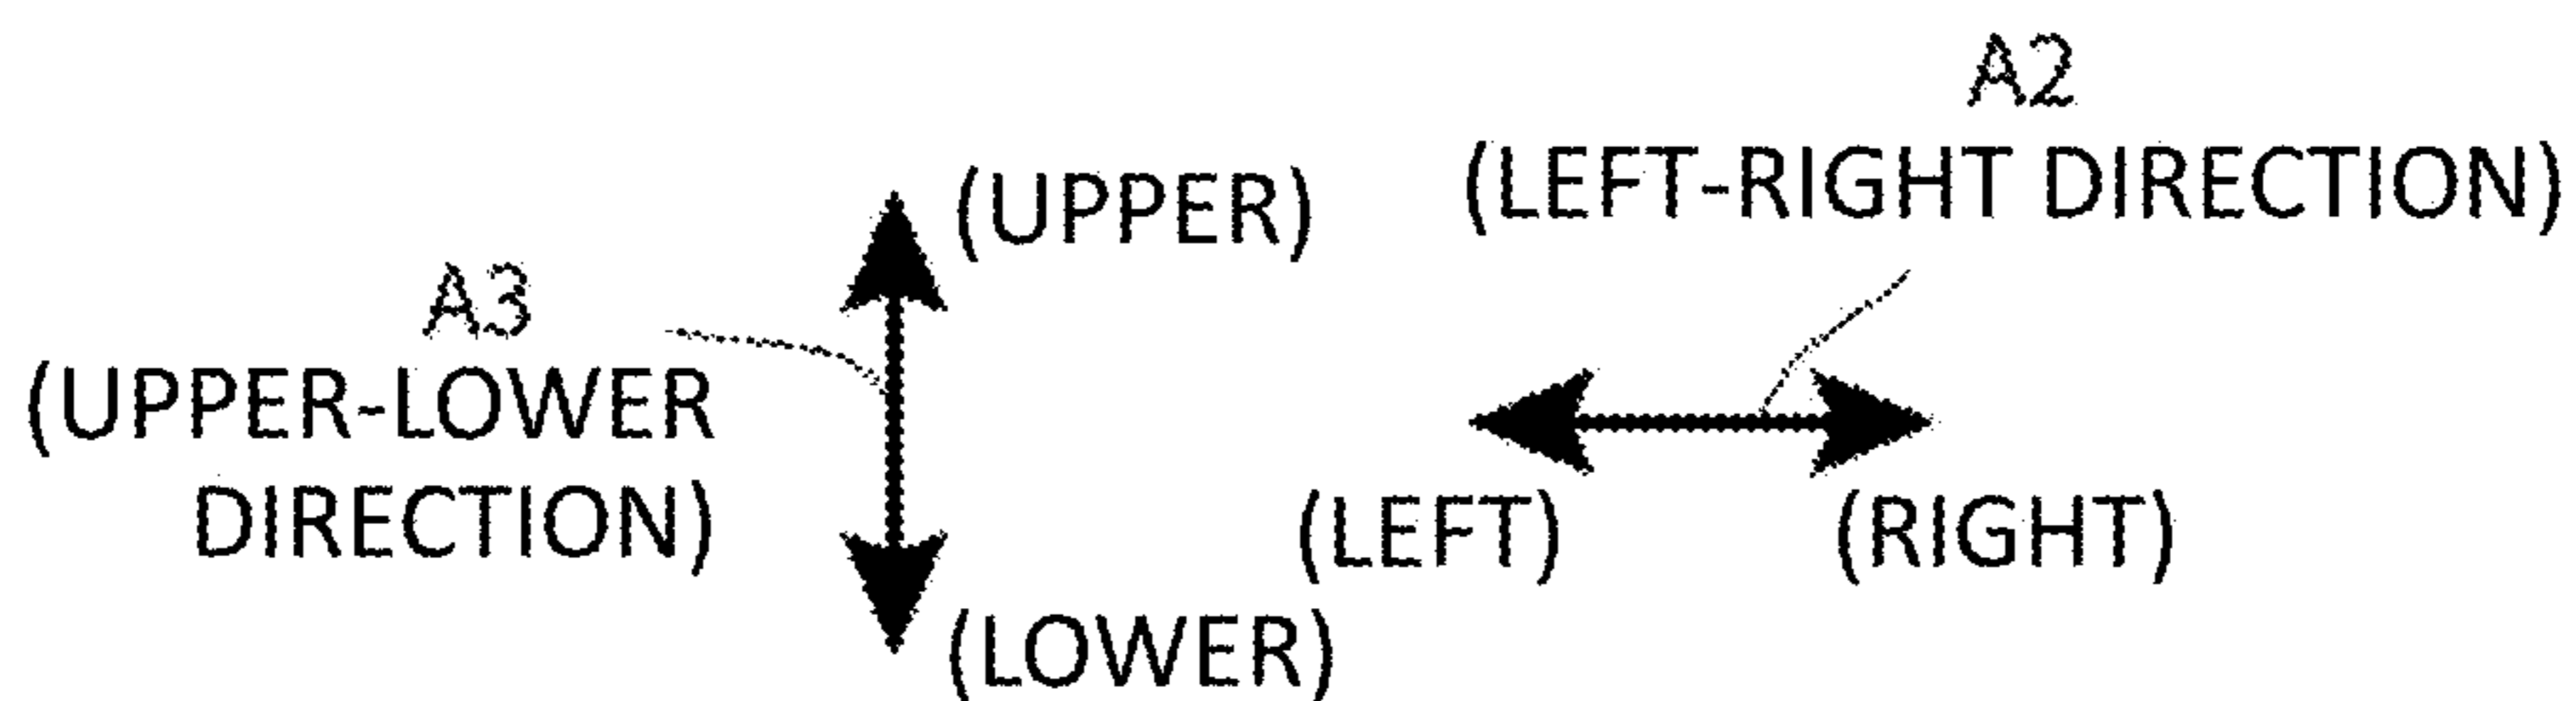 A2
(LEFT-RIGHT DIRECTION)
(UPPER)
A3
(UPPER-LOWER
DIRECTION)
(LEFT)
(RIGHT)
(LOWER)